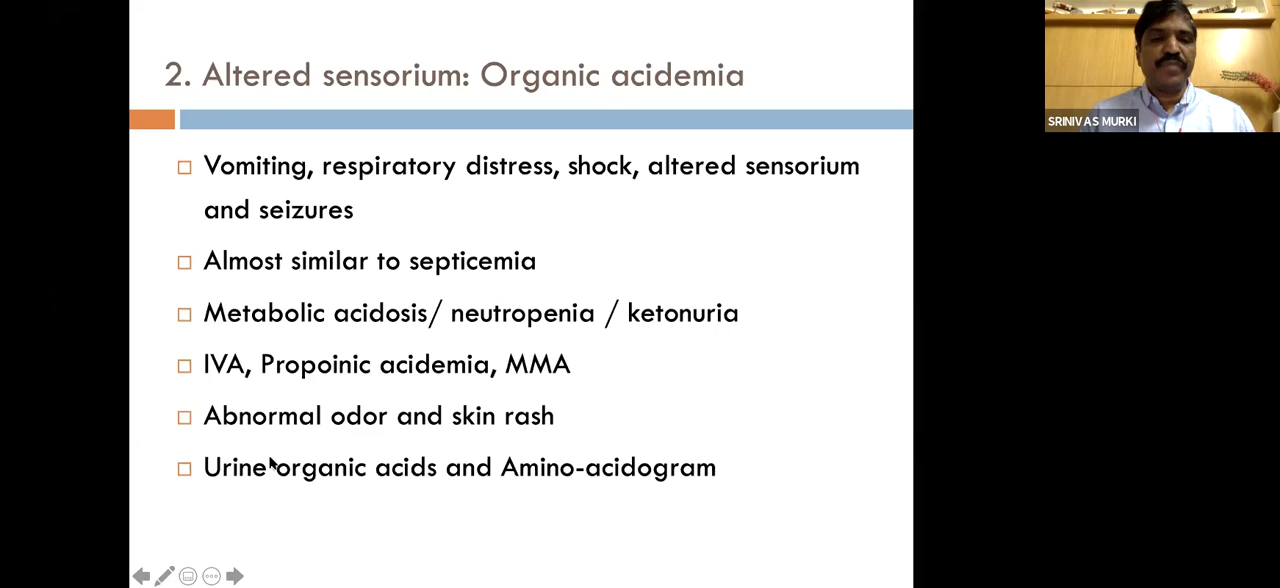 2. Altered sensorium: Organic acidemia
Vomiting, respiratory distress, shock, altered sensorium
and seizures
Almost similar to septicemia
Metabolic acidosis/ neutropenia / ketonuria
IVA, Propoinic acidemia, MMA
Abnormal odor and skin rash
Urine organic acids and Amino-acidogram
SRINIVAS MURKI